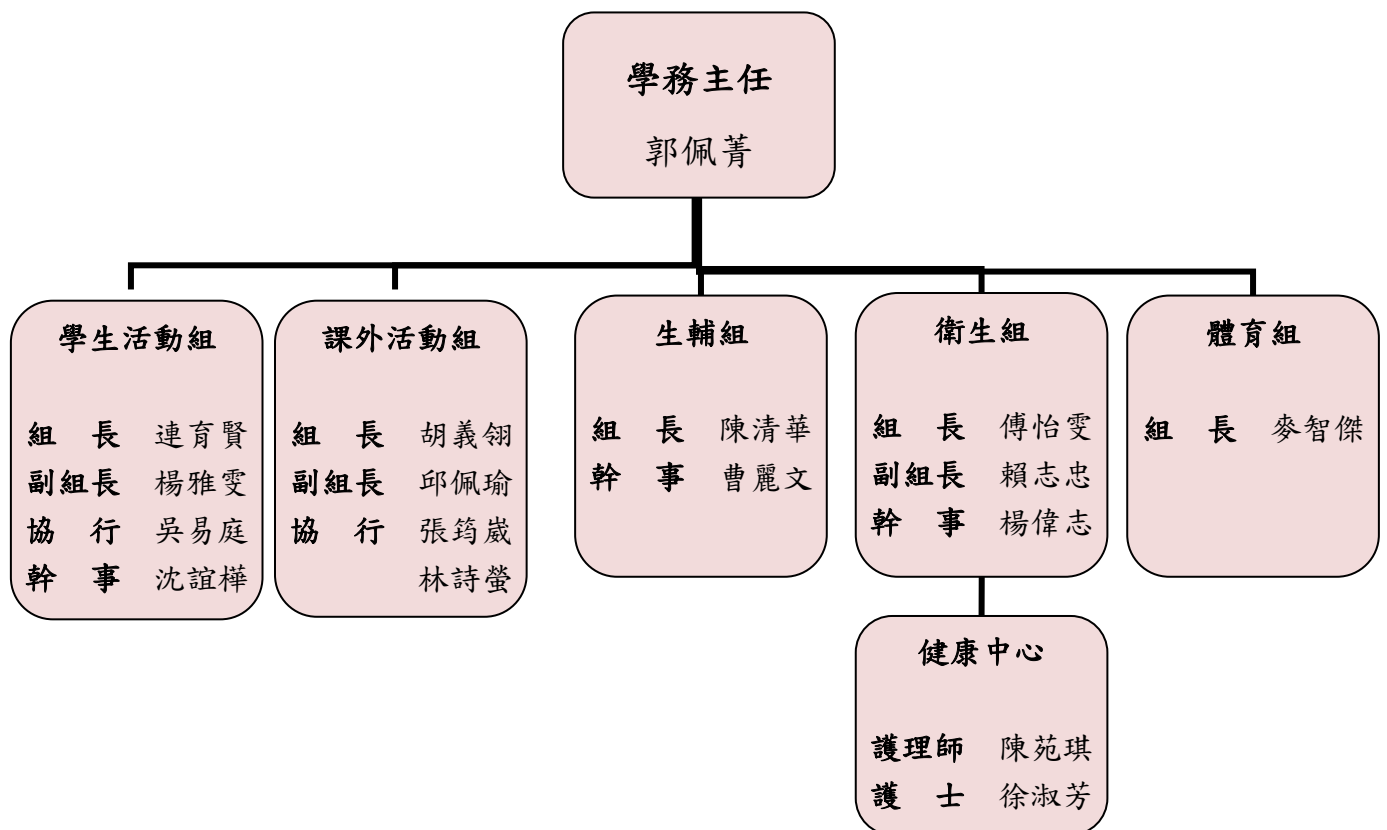 學務主任
郭佩菁
學生活動組
組 長 連育賢
副組長 楊雅雯
協 行 吳易庭
幹 事 沈誼樺
課外活動組
組 長 胡義翎
副組長 邱佩瑜
協 行 張筠崴
林詩螢
生輔組
組 長 陳清華
幹 事 曹麗文
衛生組
組 長 傅怡雯
副組長 賴志忠
幹 事 楊偉志
體育組
組 長 麥智傑
健康中心
護理師 陳苑琪
護 士 徐淑芳